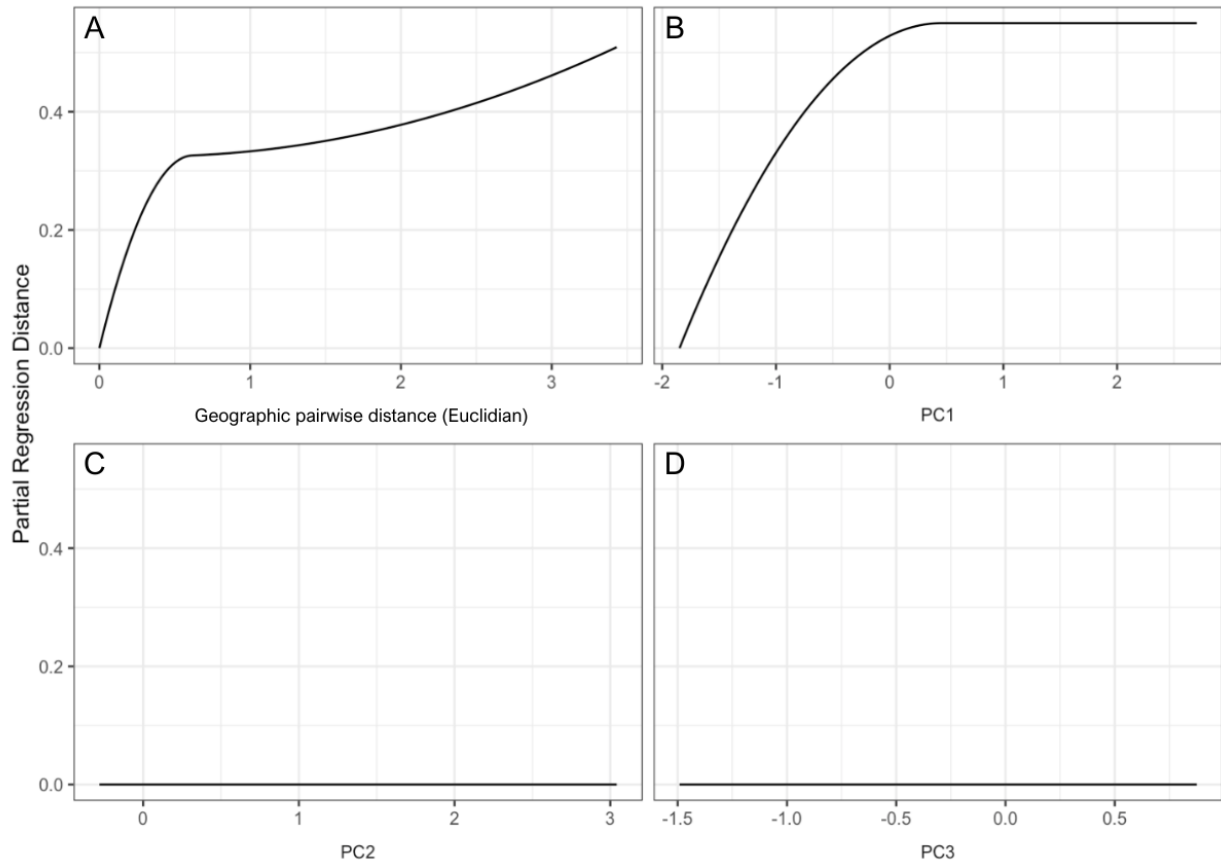 Partial Regression Distance
A
0.4
0.2
0.0
0 1 2 3
Geographic pairwise distance (Euclidian)
B
-2 -1 0 1 2
PC1
C
0.4
0.2
0.0
0 1 2 3
PC2
D
-1.5 -1.0 -0.5 0.0 0.5
PC3